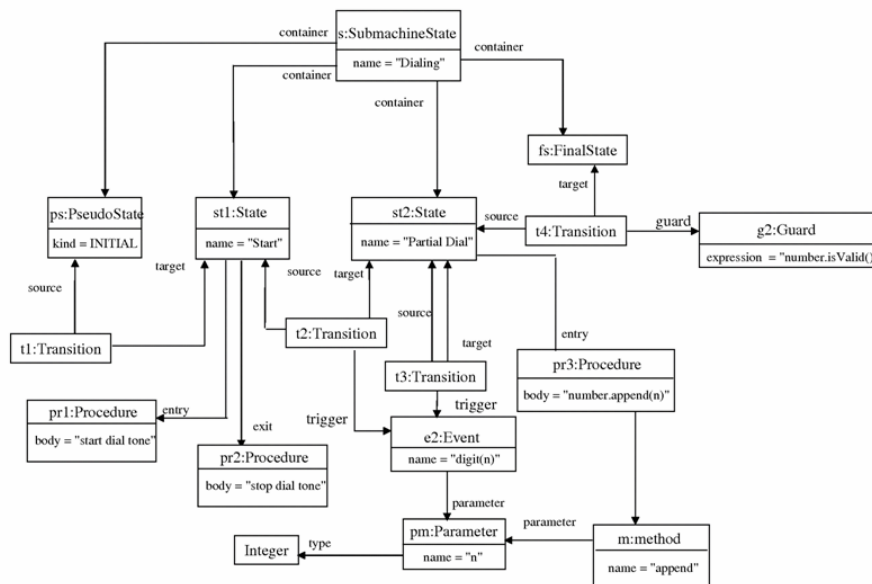 s:SubmachineState
name = "Dialing"
container
container
container
container
fs:FinalState
target
ps:PseudoState
kind = INITIAL
st1:State
name = "Start"
st2:State
name = "Partial Dial"
source
t4:Transition
guard
g2:Guard
expression = "number.isValid()
source
target
source
target
source
target
entry
t1:Transition
t2:Transition
t3:Transition
pr3:Procedure
body = "number.append(n)"
pr1:Procedure
body = "start dial tone"
entry
exit
trigger
trigger
e2:Event
name = "digit(n)"
pr2:Procedure
body = "stop dial tone"
parameter
parameter
Integer
type
pm:Parameter
name = "n"
m:method
name = "append"